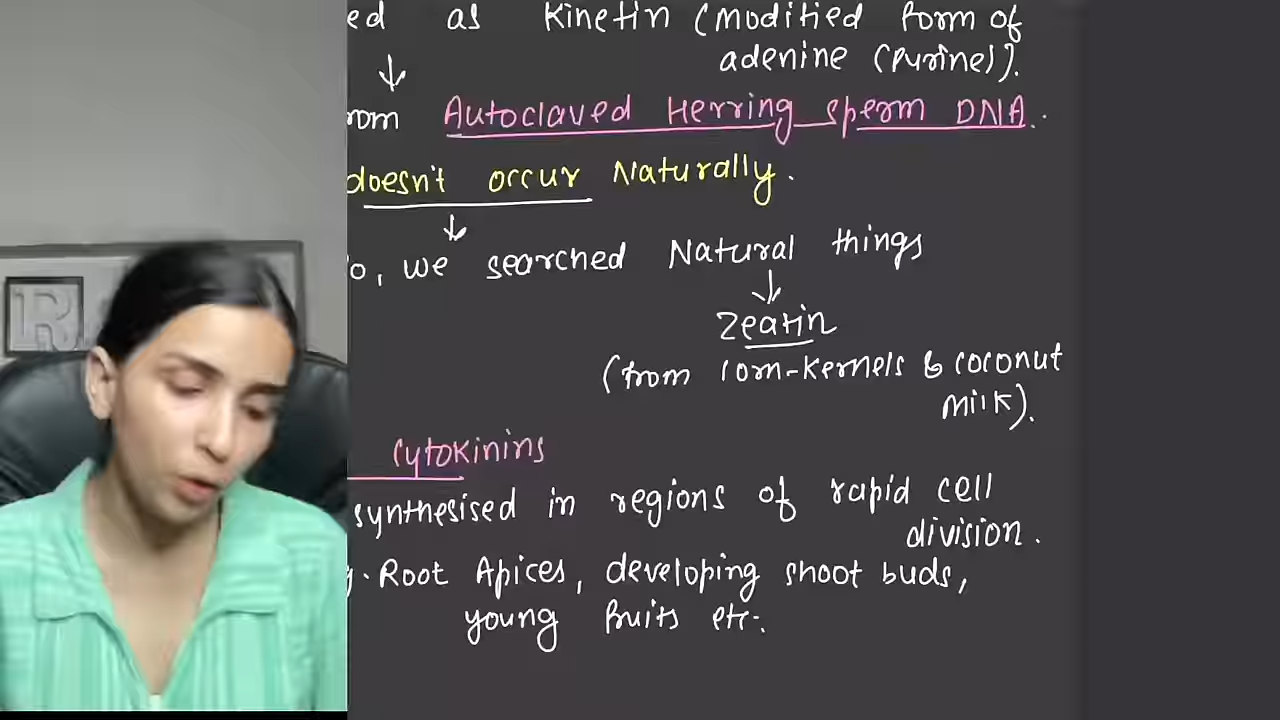 ed as Kinetin (modified form of
adenine (purine)).
rom Autoclaved Herring sperm DNA.
doesn't occur Naturally.
o, we searched Natural things
Zeatin
(from corn-kernels & coconut
milk).
cytokinins
synthesised in regions of rapid cell
division.
g. Root Apices, developing shoot buds,
young fruits etc.
R